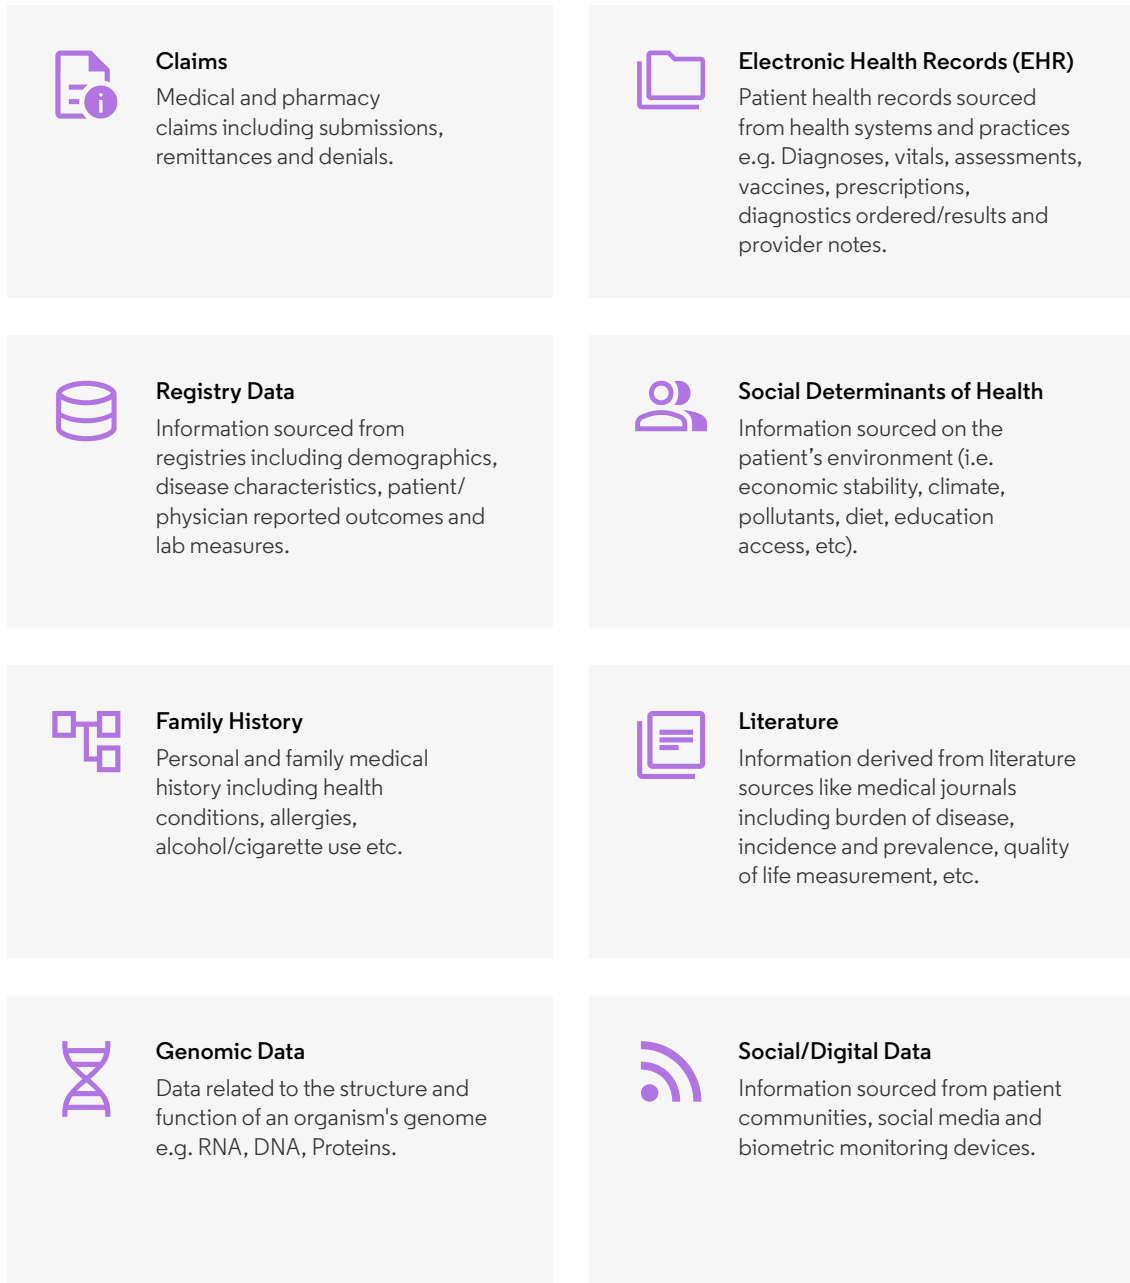 Claims
Medical and pharmacy
claims including submissions,
remittances and denials.
Electronic Health Records (EHR)
Patient health records sourced
from health systems and practices
e.g. Diagnoses, vitals, assessments,
vaccines, prescriptions,
diagnostics ordered/results and
provider notes.
Registry Data
Information sourced from
registries including demographics,
disease characteristics, patient/
physician reported outcomes and
lab measures.
Social Determinants of Health
Information sourced on the
patient’s environment (i.e.
economic stability, climate,
pollutants, diet, education
access, etc).
Family History
Personal and family medical
history including health
conditions, allergies,
alcohol/cigarette use etc.
Literature
Information derived from literature
sources like medical journals
including burden of disease,
incidence and prevalence, quality
of life measurement, etc.
Genomic Data
Data related to the structure and
function of an organism's genome
e.g. RNA, DNA, Proteins.
Social/Digital Data
Information sourced from patient
communities, social media and
biometric monitoring devices.